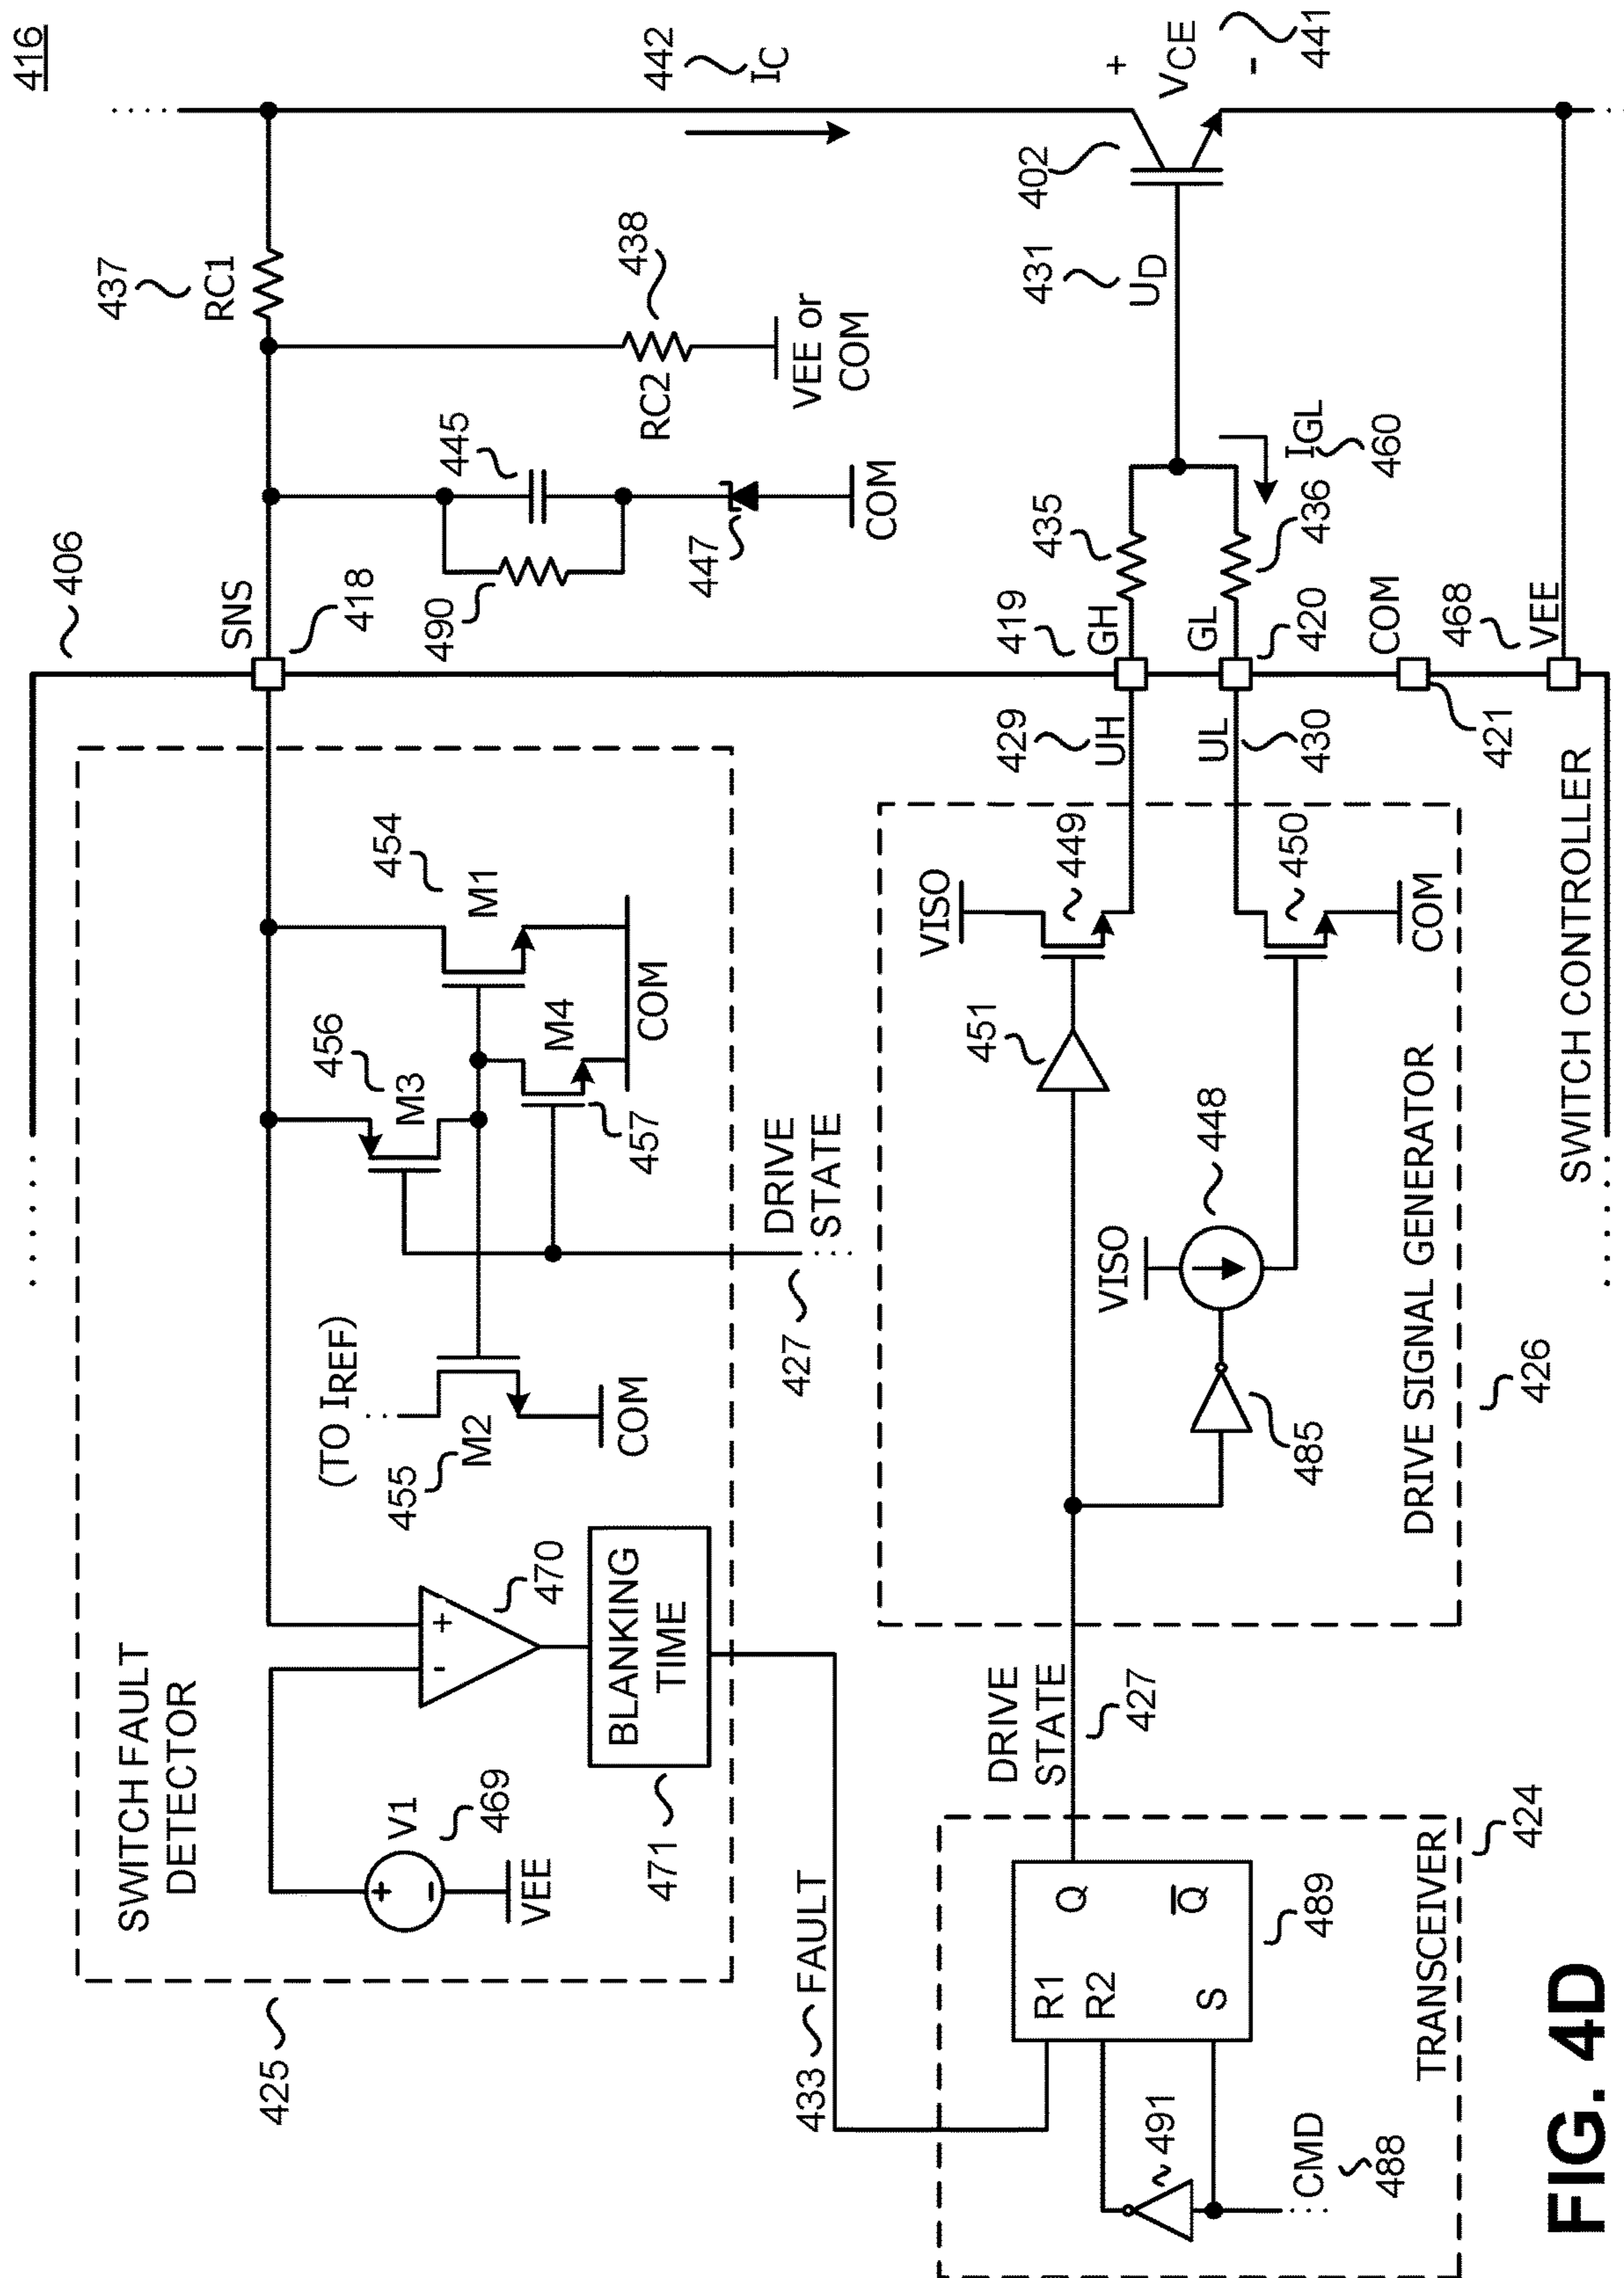 416
406
425
SWITCH FAULT
DETECTOR
V1
469
VEE
-
+
470
BLANKING
TIME
471
(TO IREF)
455
M2
COM
456
M3
454
M1
M4
457
COM
DRIVE
STATE
427
SNS
418
437
RC1
438
RC2
VEE or
COM
445
490
447
COM
442
IC
402
431
UD
+
VCE
-
441
433
FAULT
R1
R2
S
Q
Q
489
491
CMD
488
TRANSCEIVER
424
DRIVE
STATE
427
451
VISO
449
VISO
448
485
450
COM
DRIVE SIGNAL GENERATOR
426
429
UH
UL
430
419
GH
GL
420
435
436
IGL
460
COM
421
468
VEE
SWITCH CONTROLLER
FIG. 4D